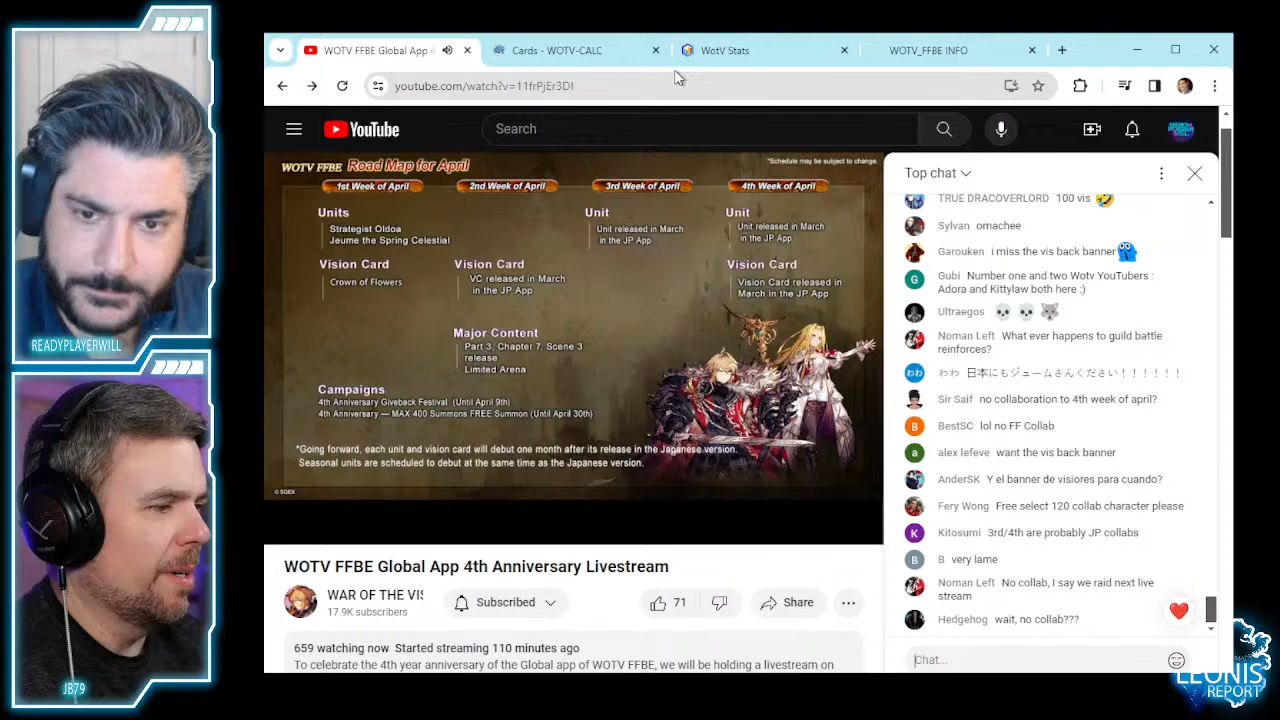 WOTV FFBE Global App 4
Cards - WOTV-CALC
WotV Stats
WOTV_FFBE INFO
youtube.com/watch?v=11frPjEr3DI
YouTube
Search
WOTV FFBE Road Map for April
*Schedule may be subject to change.
1st Week of April
2nd Week of April
3rd Week of April
4th Week of April
Units
Strategist Oldoa
Jeume the Spring Celestial
Unit
Unit released in March
in the JP App
Unit
Unit released in March
in the JP App
Vision Card
Crown of Flowers
Vision Card
VC released in March
in the JP App
Vision Card
Vision Card released in
March in the JP App
Major Content
Part 3, Chapter 7, Scene 3
release
Limited Arena
Campaigns
4th Anniversary Giveback Festival (Until April 9th)
4th Anniversary — MAX 400 Summons FREE Summon (Until April 30th)
*Going forward, each unit and vision card will debut one month after its release in the Japanese version.
Seasonal units are scheduled to debut at the same time as the Japanese version.
© SQEX
WOTV FFBE Global App 4th Anniversary Livestream
WAR OF THE VIS
17.9K subscribers
Subscribed
71
Share
659 watching now Started streaming 110 minutes ago
To celebrate the 4th year anniversary of the Global app of WOTV FFBE, we will be holding a livestream on
Top chat
TRUE DRACOVERLORD 100 vis 🤣
Sylvan omachee
Garouken i miss the vis back banner
G
Gubi Number one and two Wotv YouTubers :
Adora and Kittylaw both here :)
Ultraegos 💀 💀 🐺
Noman Left What ever happens to guild battle
reinforces?
わわ
わわ 日本にもジュームさんください！！！！！！
Sir Saif no collaboration to 4th week of april?
B
BestSC lol no FF Collab
a
alex lefeve want the vis back banner
AnderSK Y el banner de visiores para cuando?
Fery Wong Free select 120 collab character please
K
Kitosumi 3rd/4th are probably JP collabs
B
B very lame
Noman Left No collab, I say we raid next live
stream
Hedgehog wait, no collab???
Chat...
READYPLAYERWILL
JB79
LEONIS
REPORT